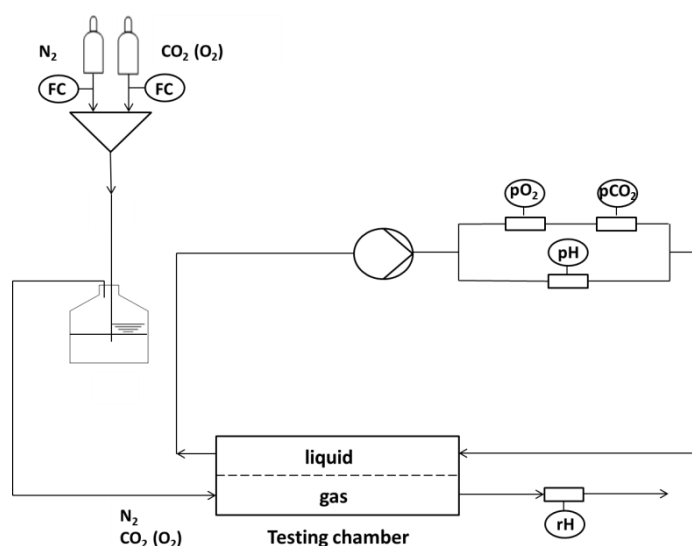 N₂
CO₂ (O₂)
FC
FC
pO₂
pCO₂
pH
liquid
gas
rH
N₂
CO₂ (O₂)
Testing chamber